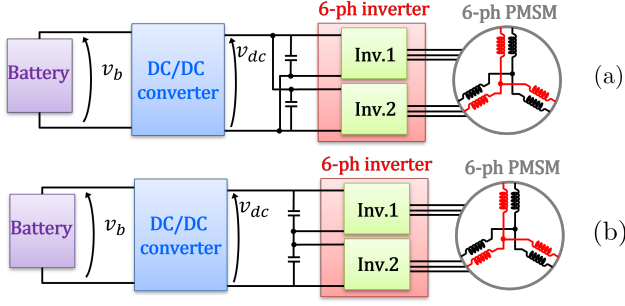 6-ph inverter
6-ph PMSM
Battery
v_b
DC/DC
converter
v_dc
Inv.1
Inv.2
(a)
6-ph inverter
6-ph PMSM
Battery
v_b
DC/DC
converter
v_dc
Inv.1
Inv.2
(b)